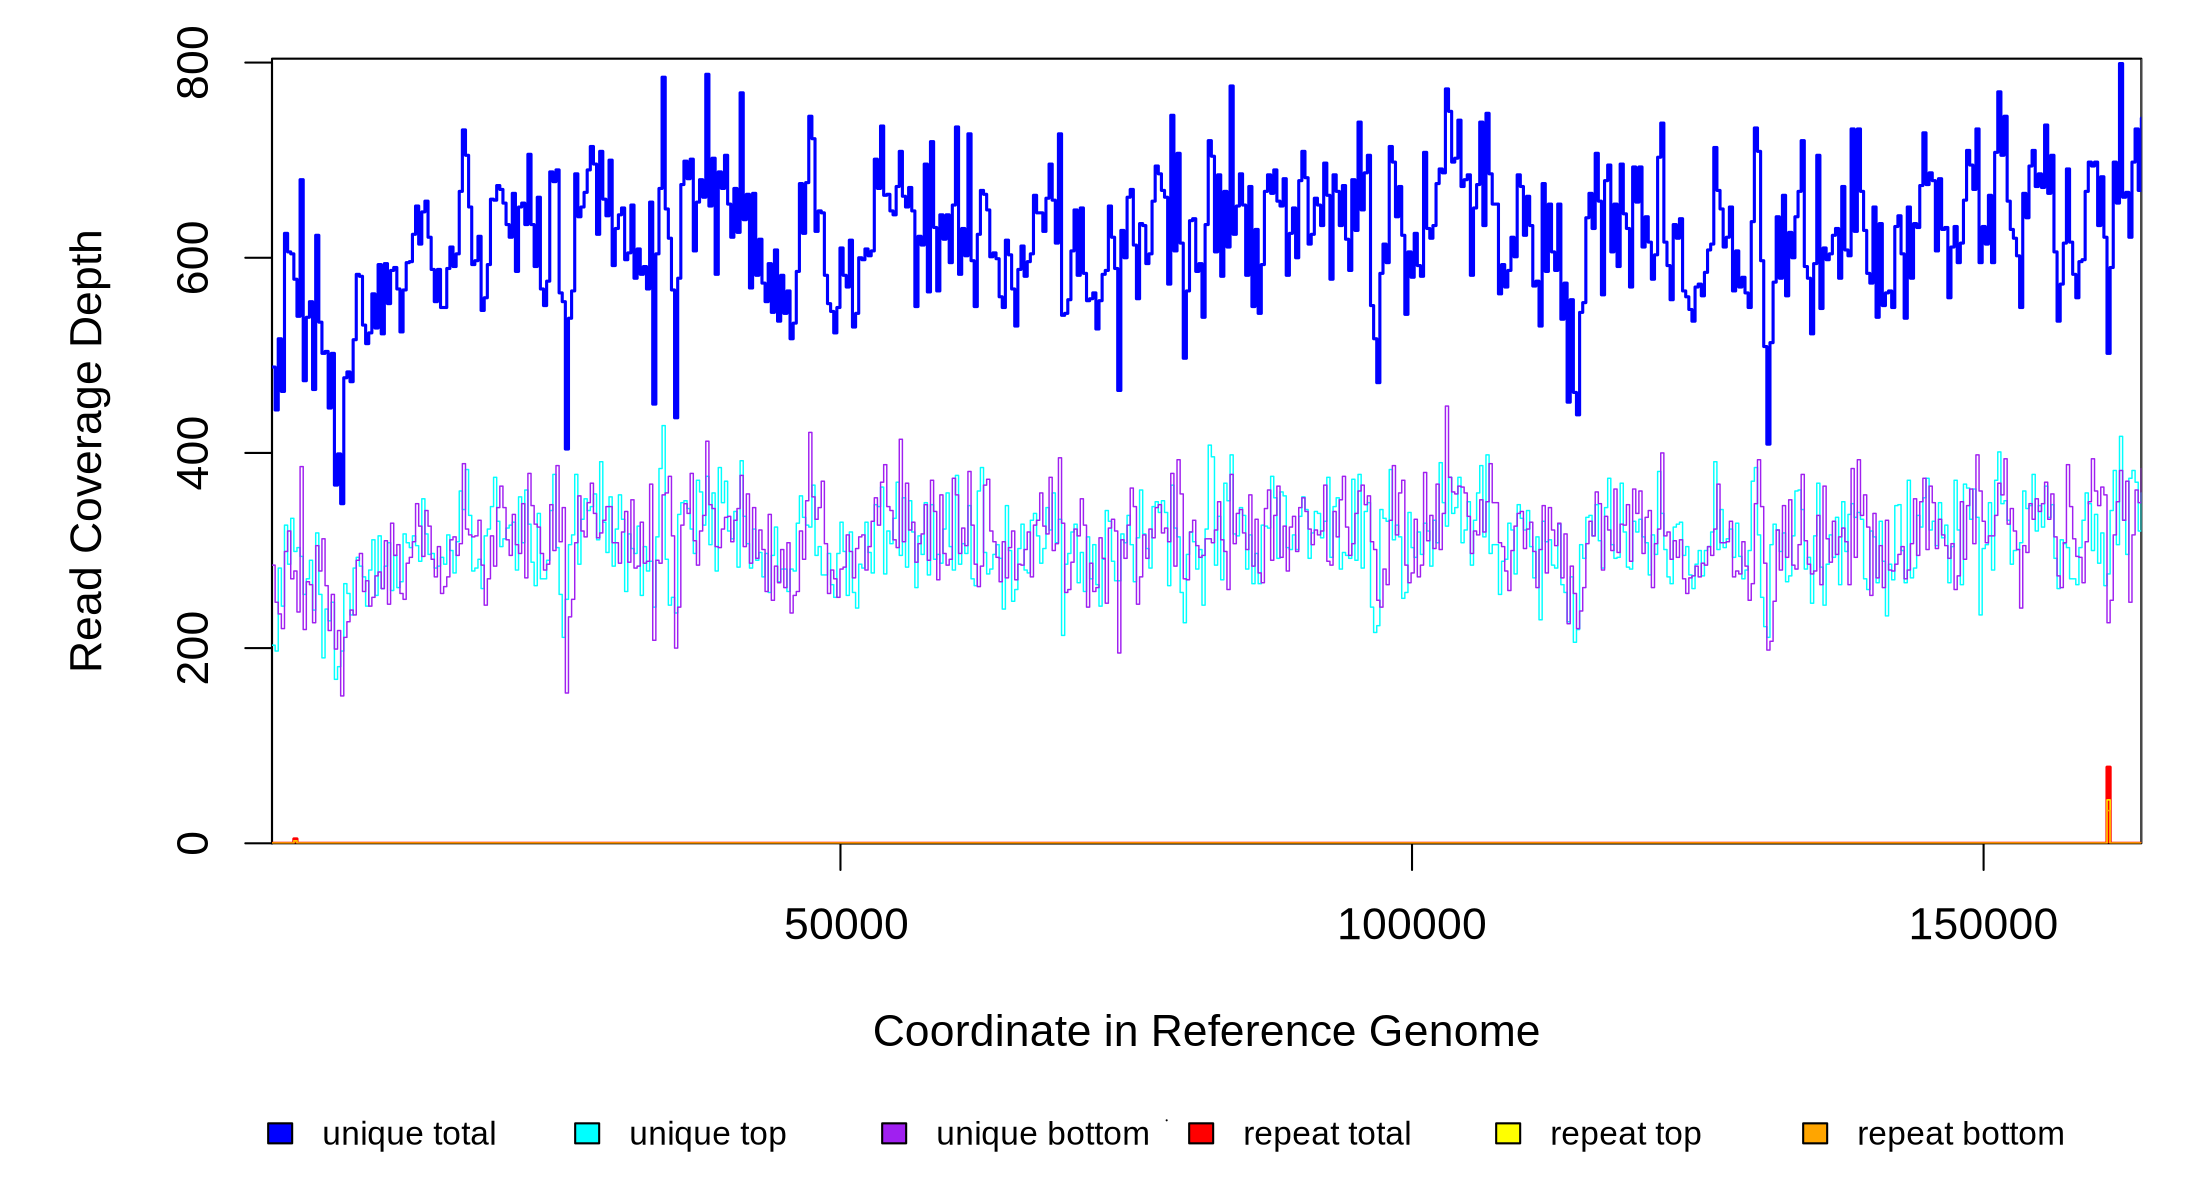 800
600
400
200
0
Read Coverage Depth
50000 100000 150000
Coordinate in Reference Genome
unique total unique top unique bottom repeat total repeat top repeat bottom